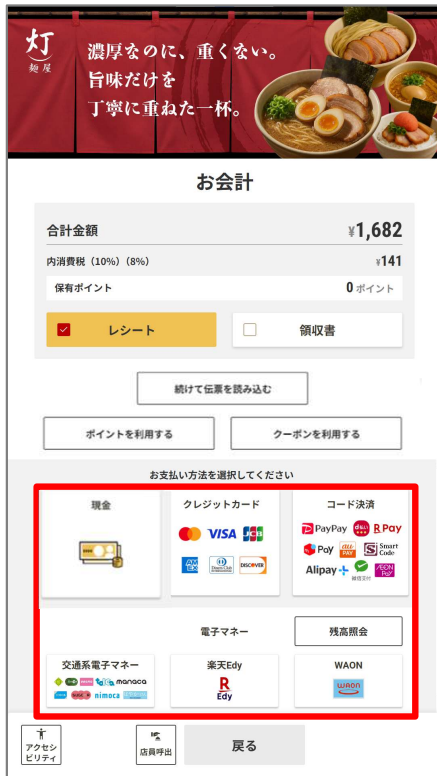 灯
麺屋
濃厚なのに、重くない。
旨味だけを
丁寧に重ねた一杯。
お会計
合計金額 ¥1,682
内消費税（10%）（8%） ¥141
保有ポイント 0 ポイント
レシート 領収書
続けて伝票を読み込む
ポイントを利用する クーポンを利用する
お支払い方法を選択してください
現金 クレジットカード コード決済
VISA JCB
PayPay d払い R Pay
AMEX Diners Club DISCOVER
Pay au PAY S Smart Code
Alipay+ AEON Pay
電子マネー 残高照会
交通系電子マネー 楽天Edy WAON
manaca
nimoca
R Edy
WAON
アクセシ
ビリティ
店員呼出
戻る